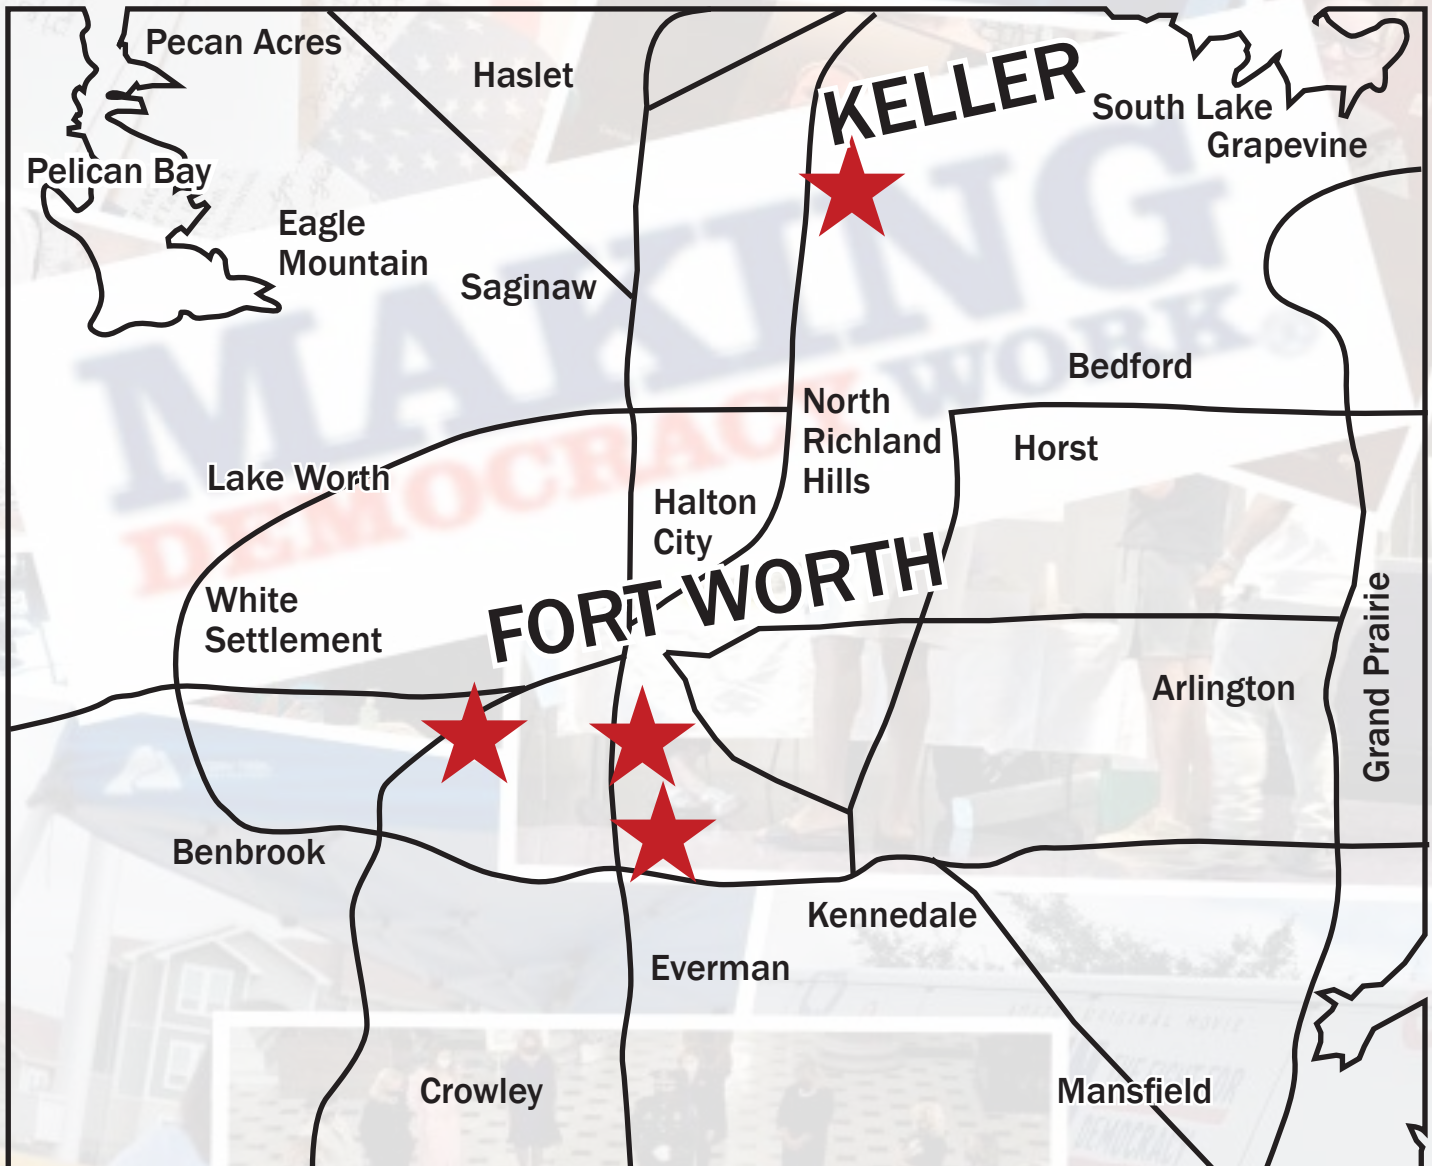 Pecan Acres
Haslet
KELLER
South Lake
Grapevine
Pelican Bay
Eagle
Mountain
Saginaw
MAKING
DEMOCRACY WORK®
Bedford
North
Richland
Hills
Horst
Lake Worth
Halton
City
FORT WORTH
White
Settlement
Grand Prairie
Arlington
Benbrook
Kennedale
Everman
Crowley
Mansfield
DEMOCRACY